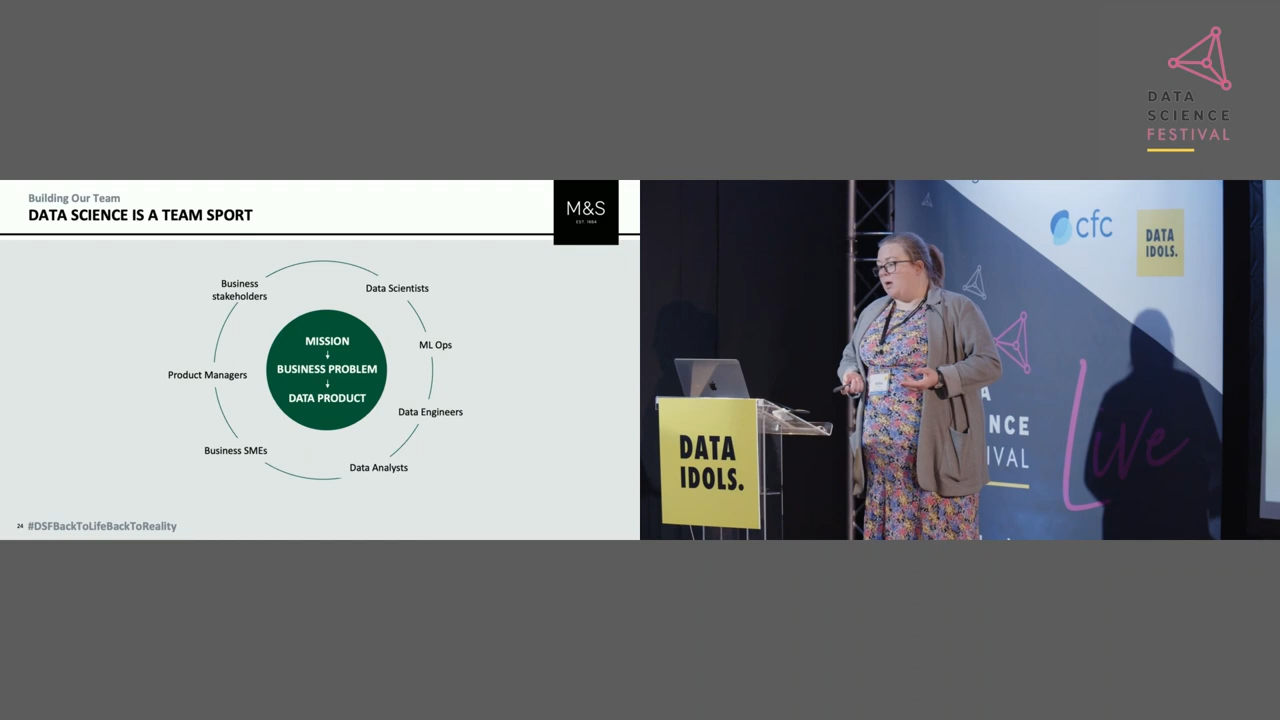 DATA
SCIENCE
FESTIVAL
Building Our Team
DATA SCIENCE IS A TEAM SPORT
M&S
EST. 1884
Business
stakeholders
Data Scientists
MISSION
↓
BUSINESS PROBLEM
↓
DATA PRODUCT
ML Ops
Product Managers
Data Engineers
Business SMEs
Data Analysts
24 #DSFBackToLifeBackToReality
cfc
DATA
IDOLS.
A
NCE
IVAL
Live
DATA
IDOLS.